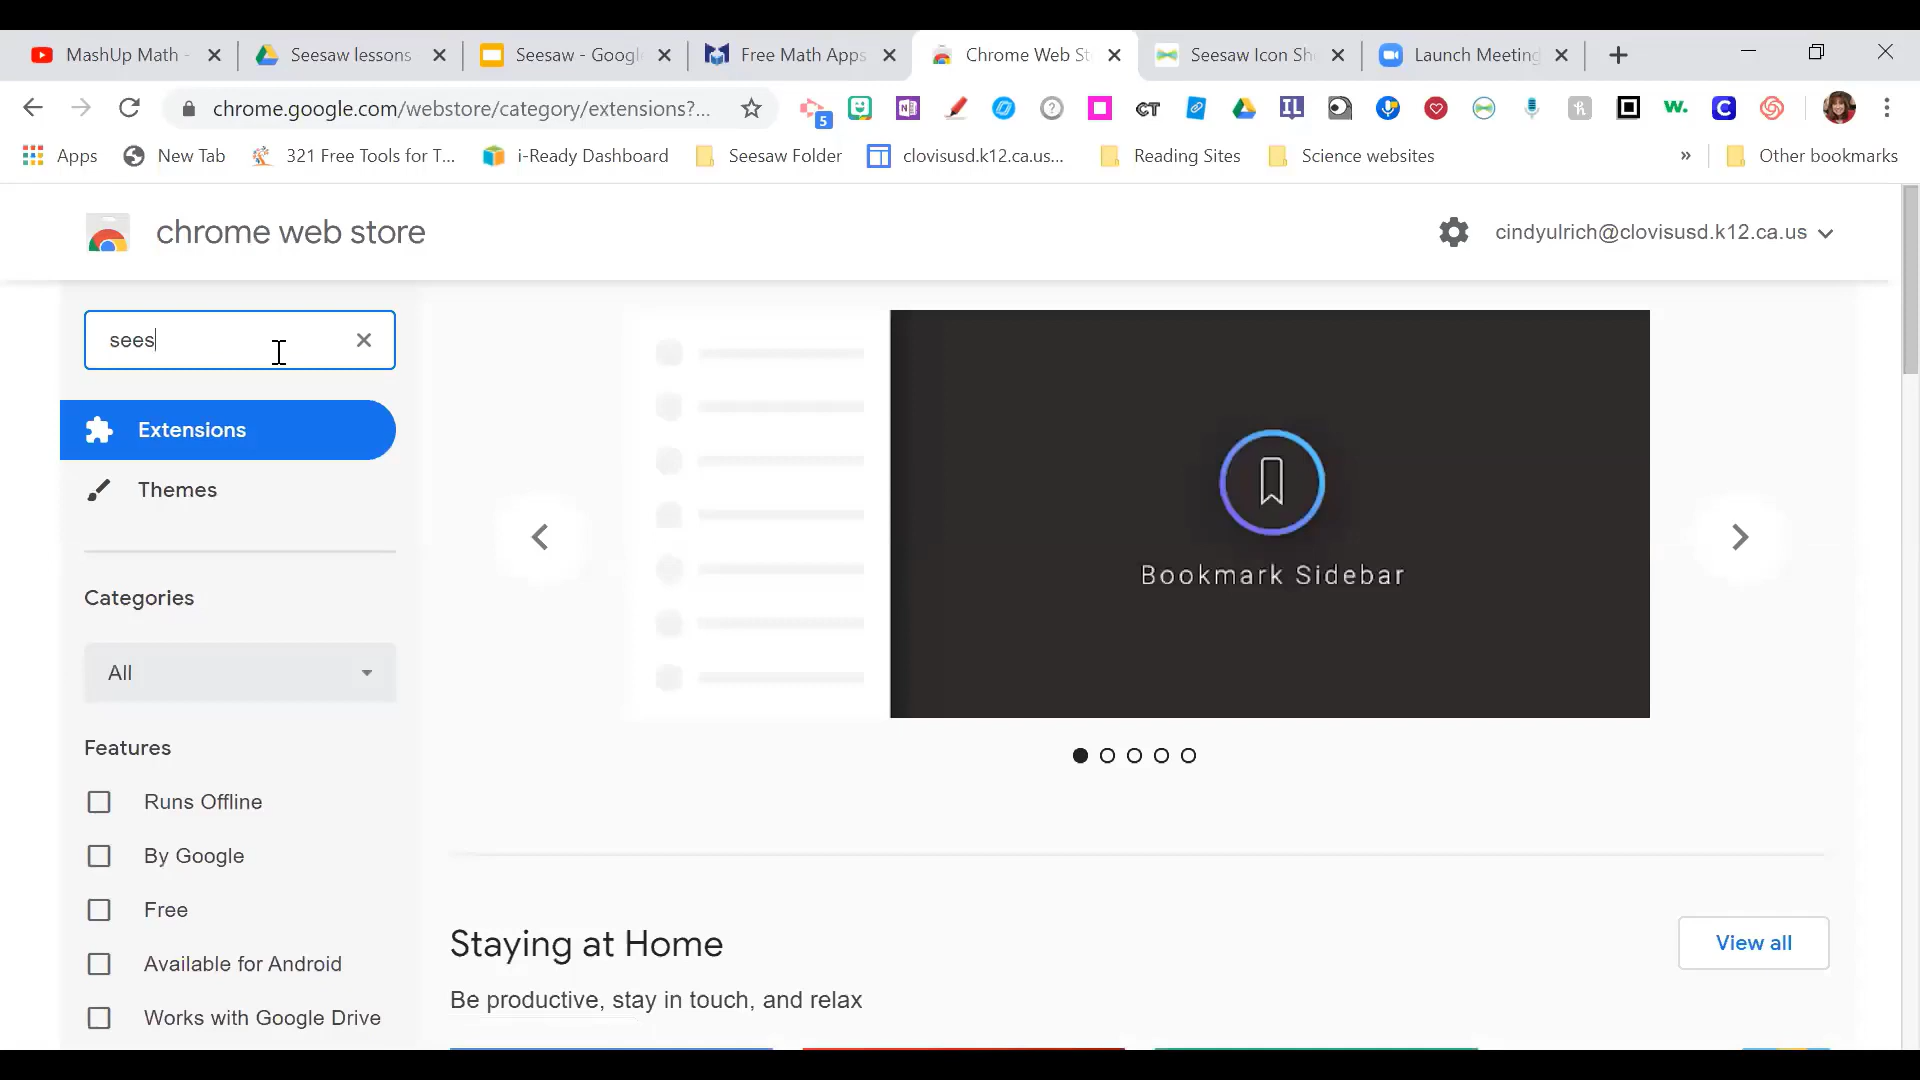 MashUp Math -
Seesaw lessons
Seesaw - Googl
Free Math Apps
Chrome Web St
Seesaw Icon Sh
Launch Meeting
chrome.google.com/webstore/category/extensions?...
5
CT
IL
w.
C
Apps
New Tab
321 Free Tools for T...
i-Ready Dashboard
Seesaw Folder
clovisusd.k12.ca.us...
Reading Sites
Science websites
»
Other bookmarks
chrome web store
cindyulrich@clovisusd.k12.ca.us
sees
Extensions
Themes
Categories
All
Features
Runs Offline
By Google
Free
Available for Android
Works with Google Drive
Bookmark Sidebar
Staying at Home
View all
Be productive, stay in touch, and relax